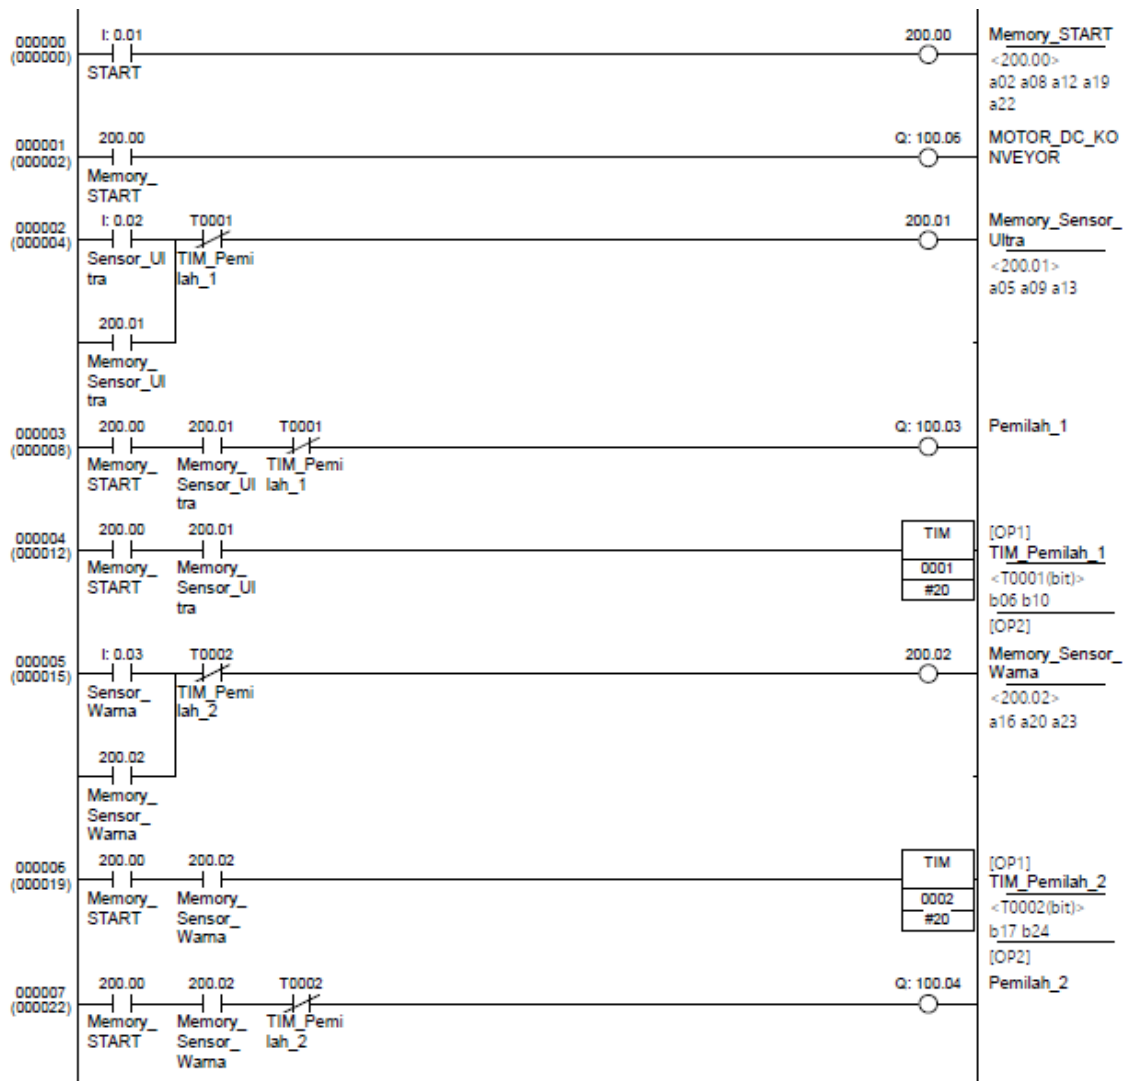 000000
(000000)
I: 0.01
START
200.00
Memory_START
<200.00>
a02 a08 a12 a19
a22
000001
(000002)
200.00
Memory_
START
Q: 100.06
MOTOR_DC_KO
NVEYOR
000002
(000004)
I: 0.02
Sensor_Ul
tra
T0001
TIM_Pemi
lah_1
200.01
Memory_Sensor_
Ultra
<200.01>
a05 a09 a13
200.01
Memory_
Sensor_Ul
tra
000003
(000008)
200.00
Memory_
START
200.01
Memory_
Sensor_Ul
tra
T0001
TIM_Pemi
lah_1
Q: 100.03
Pemilah_1
000004
(000012)
200.00
Memory_
START
200.01
Memory_
Sensor_Ul
tra
TIM
0001
#20
[OP1]
TIM_Pemilah_1
<T0001(bit)>
b06 b10
[OP2]
000005
(000015)
I: 0.03
Sensor_
Warna
T0002
TIM_Pemi
lah_2
200.02
Memory_Sensor_
Warna
<200.02>
a16 a20 a23
200.02
Memory_
Sensor_
Warna
000006
(000019)
200.00
Memory_
START
200.02
Memory_
Sensor_
Warna
TIM
0002
#20
[OP1]
TIM_Pemilah_2
<T0002(bit)>
b17 b24
[OP2]
000007
(000022)
200.00
Memory_
START
200.02
Memory_
Sensor_
Warna
T0002
TIM_Pemi
lah_2
Q: 100.04
Pemilah_2